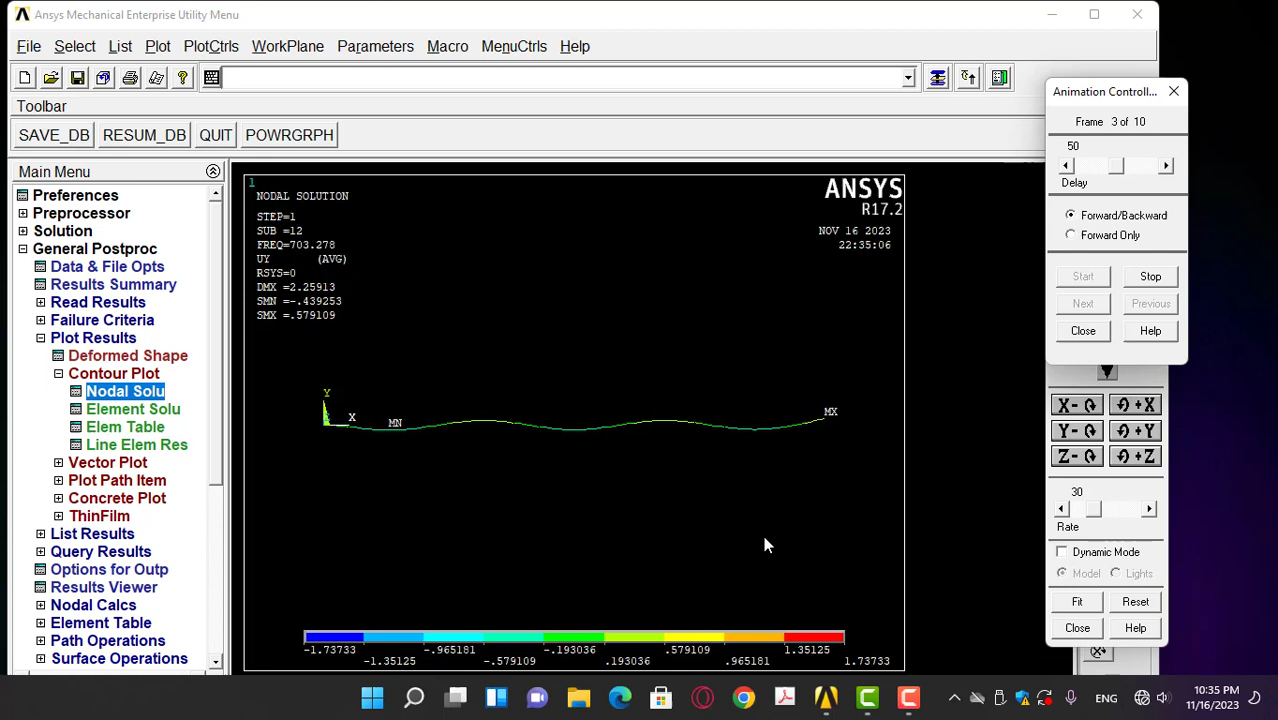 Ansys Mechanical Enterprise Utility Menu
File Select List Plot PlotCtrls WorkPlane Parameters Macro MenuCtrls Help
Toolbar
SAVE_DB RESUM_DB QUIT POWRGRPH
Main Menu
Preferences
Preprocessor
Solution
General Postproc
Data & File Opts
Results Summary
Read Results
Failure Criteria
Plot Results
Deformed Shape
Contour Plot
Nodal Solu
Element Solu
Elem Table
Line Elem Res
Vector Plot
Plot Path Item
Concrete Plot
ThinFilm
List Results
Query Results
Options for Outp
Results Viewer
Nodal Calcs
Element Table
Path Operations
Surface Operations
1
NODAL SOLUTION
STEP=1
SUB =12
FREQ=703.278
UY (AVG)
RSYS=0
DMX =2.25913
SMN =-.439253
SMX =.579109
ANSYS
R17.2
NOV 16 2023
22:35:06
Y
X
MN
MX
-1.73733 -.965181 -.193036 .579109 1.35125
-1.35125 -.579109 .193036 .965181 1.73733
Animation Controll...
Frame 3 of 10
50
Delay
Forward/Backward
Forward Only
Start Stop
Next Previous
Close Help
X- +X
Y- +Y
Z- +Z
30
Rate
Dynamic Mode
Model Lights
Fit Reset
Close Help
ENG
10:35 PM
11/16/2023